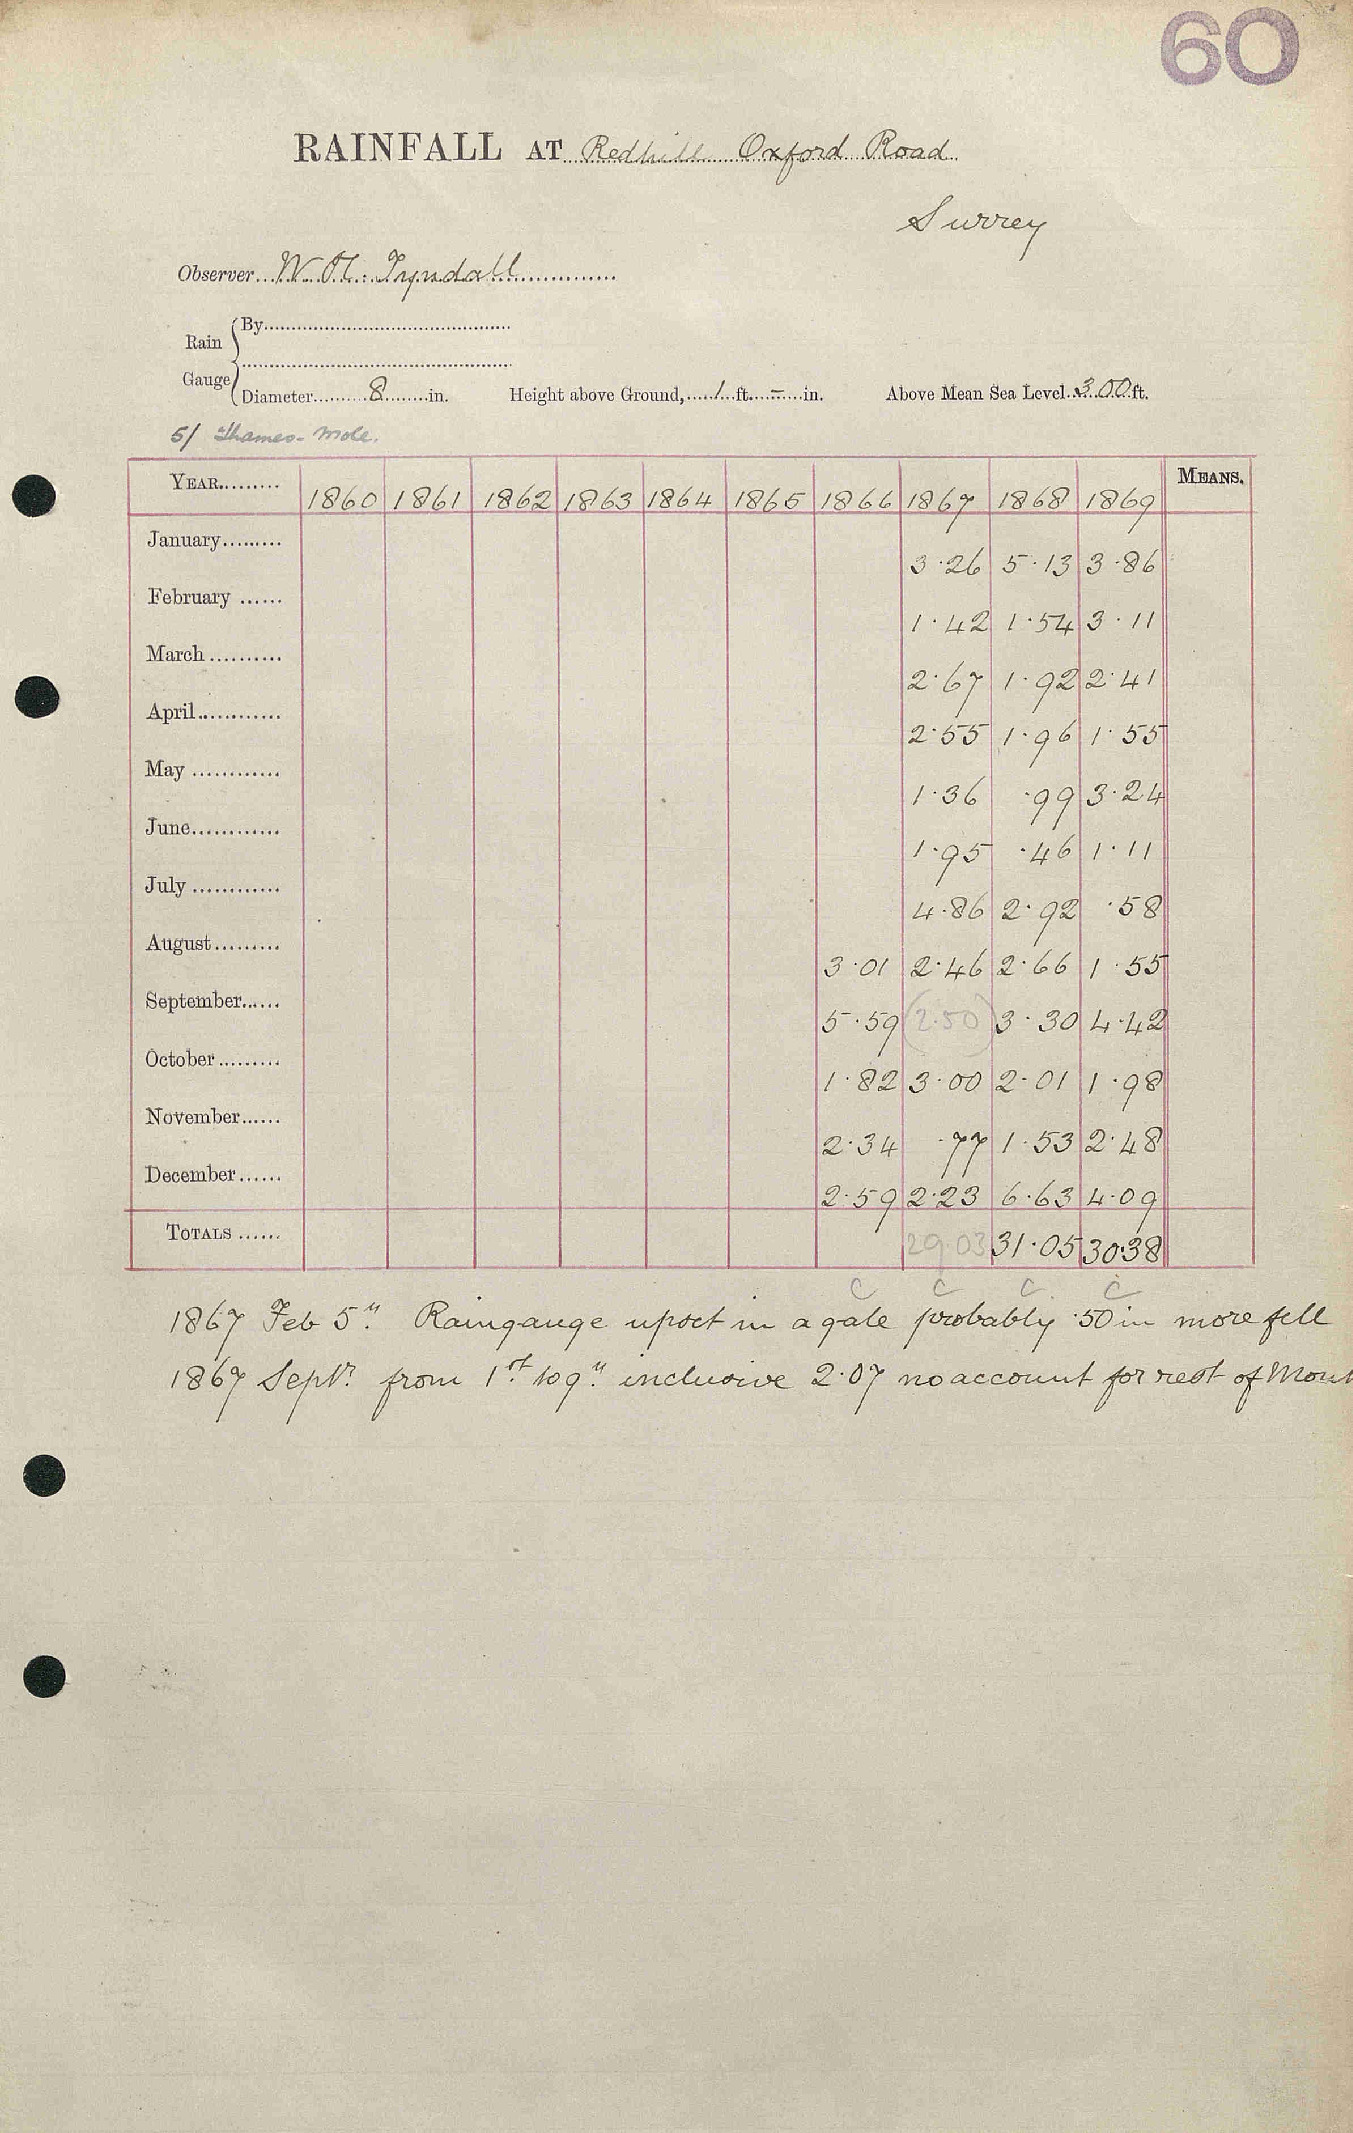 60
RAINFALL AT Redhill Oxford Road
Surrey
Observer W. H. Tyndall
Rain Gauge
By
Diameter 8 in. Height above Ground, 1 ft. - in. Above Mean Sea Level 300 ft.
5/ Thames - Mole.
YEAR 1860 1861 1862 1863 1864 1865 1866 1867 1868 1869 MEANS.
January 3.26 5.13 3.86
February 1.42 1.54 3.11
March 2.67 1.92 2.41
April 2.55 1.96 1.55
May 1.36 .99 3.24
June 1.95 .46 1.11
July 4.86 2.92 .58
August 3.01 2.46 2.66 1.55
September 5.59 (2.50) 3.30 4.42
October 1.82 3.00 2.01 1.98
November 2.34 .77 1.53 2.48
December 2.59 2.23 6.63 4.09
TOTALS 29.03 31.05 30.38
c c c c
1867 Feb 5th Raingauge upset in a gale probably .50 in more fell
1867 Sepr. from 1st to 9th inclusive 2.07 no account for rest of Mont